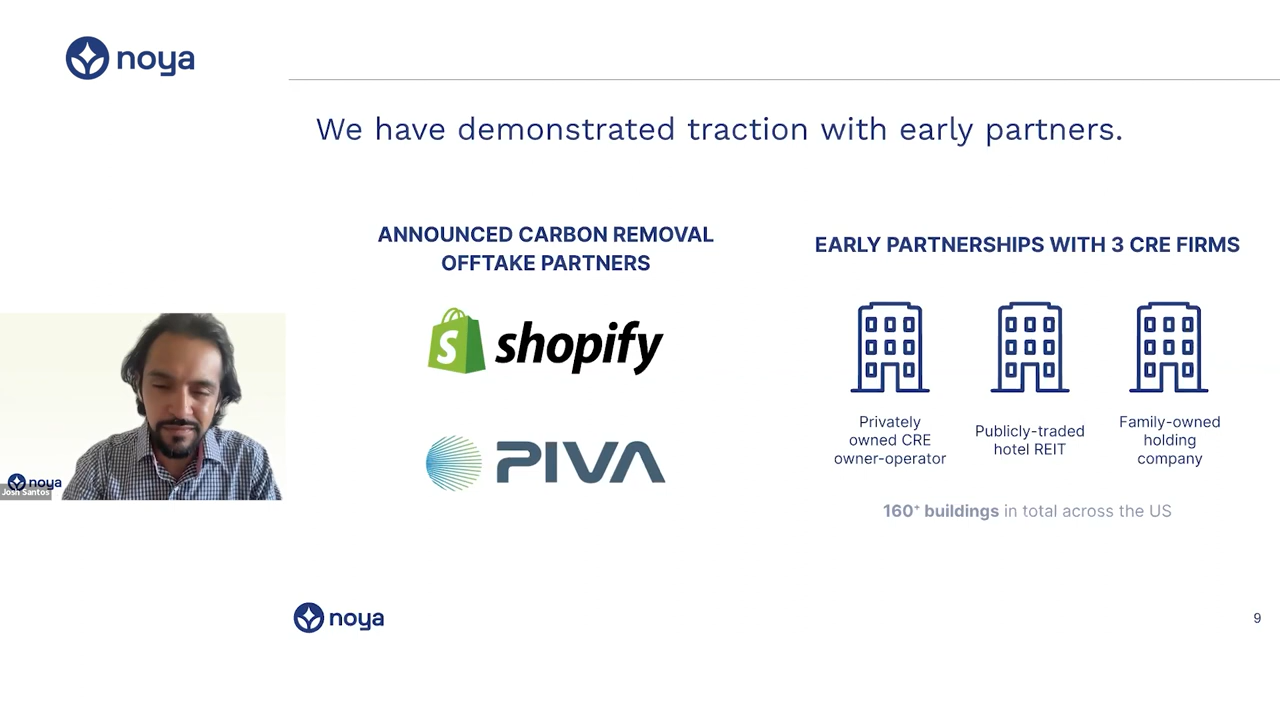 noya
We have demonstrated traction with early partners.
ANNOUNCED CARBON REMOVAL
OFFTAKE PARTNERS
shopify
PIVA
EARLY PARTNERSHIPS WITH 3 CRE FIRMS
Privately
owned CRE
owner-operator
Publicly-traded
hotel REIT
Family-owned
holding
company
160+ buildings in total across the US
noya
Josh Santos
noya
9